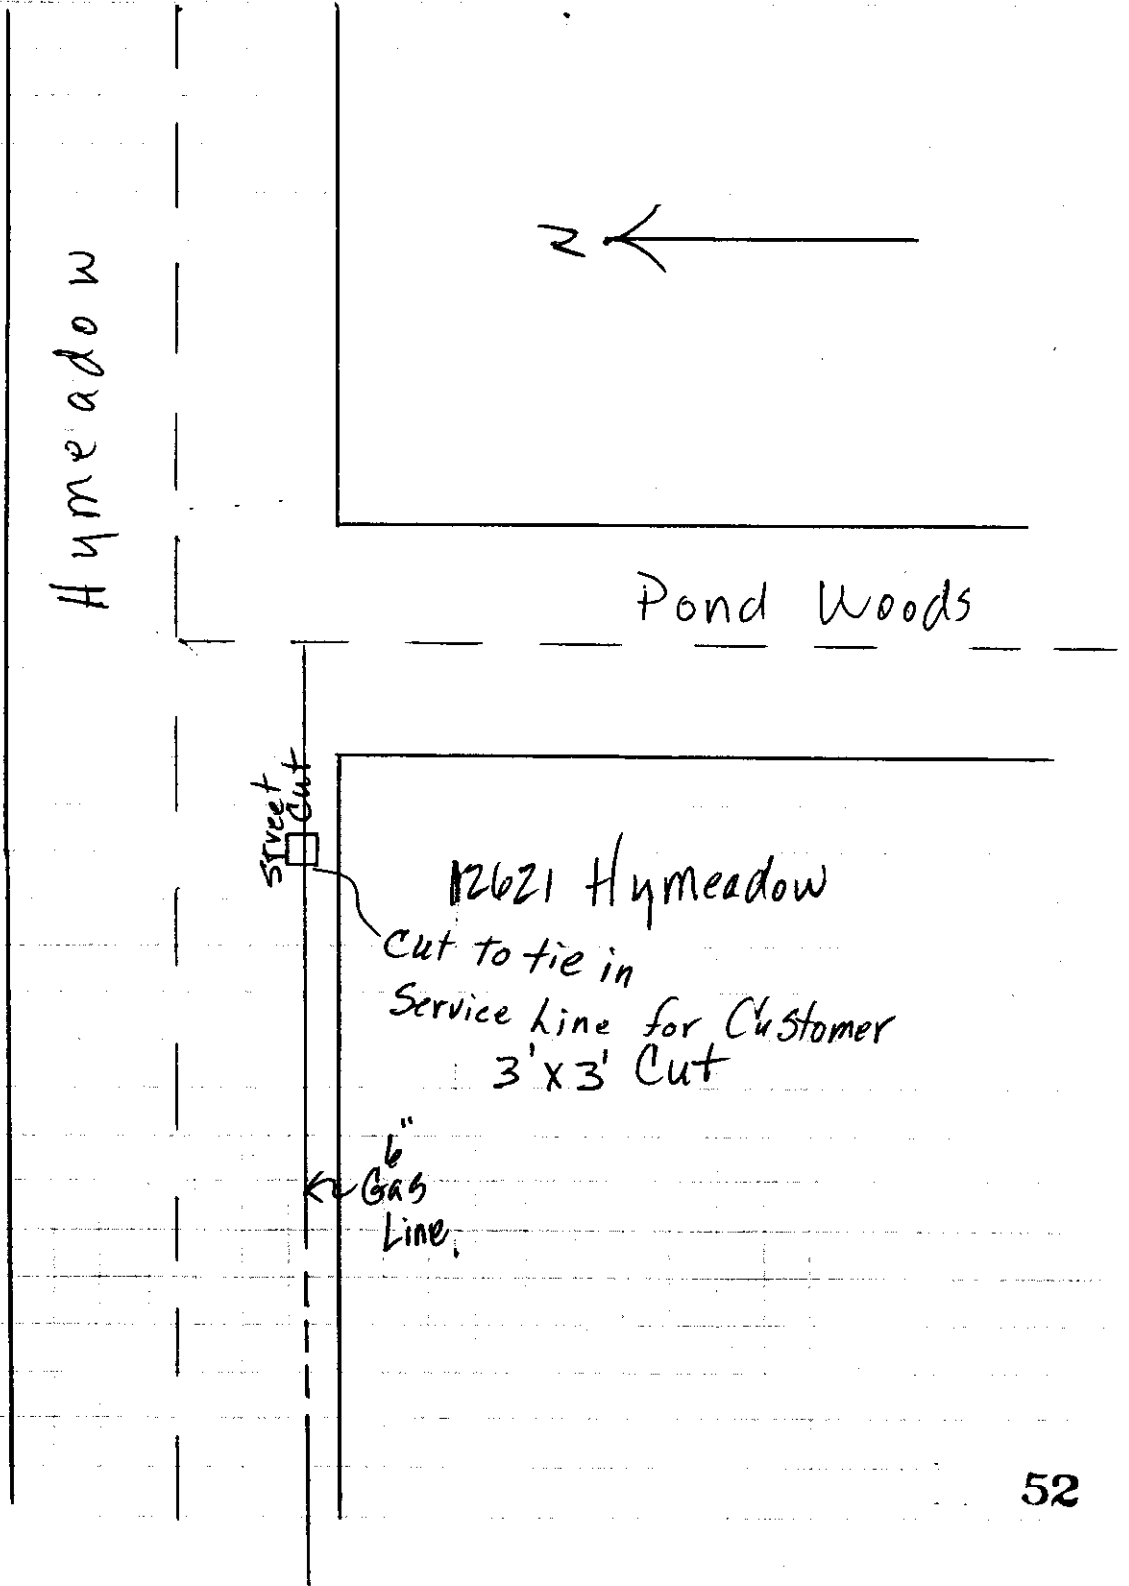 Hymeadow
N
Pond Woods
Street
Cut
12621 Hymeadow
Cut to tie in
Service Line for Customer
3' x 3' Cut
6"
Gas
Line.
52